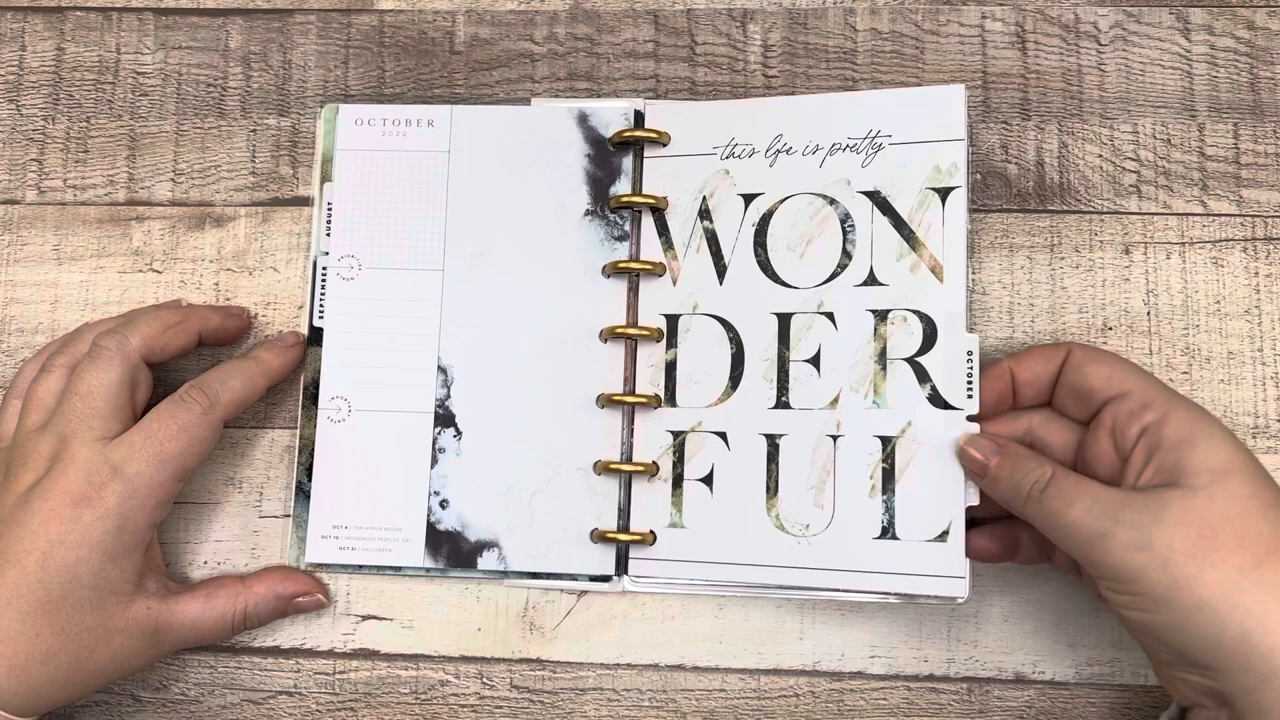 OCTOBER
2022
AUGUST
SEPTEMBER
PRIORITIES + GOALS
IMPORTANT DATES
OCT 4 / YOM KIPPUR BEGINS
OCT 10 / INDIGENOUS PEOPLES' DAY
OCT 31 / HALLOWEEN
this life is pretty
WON
DER
FUL
OCTOBER